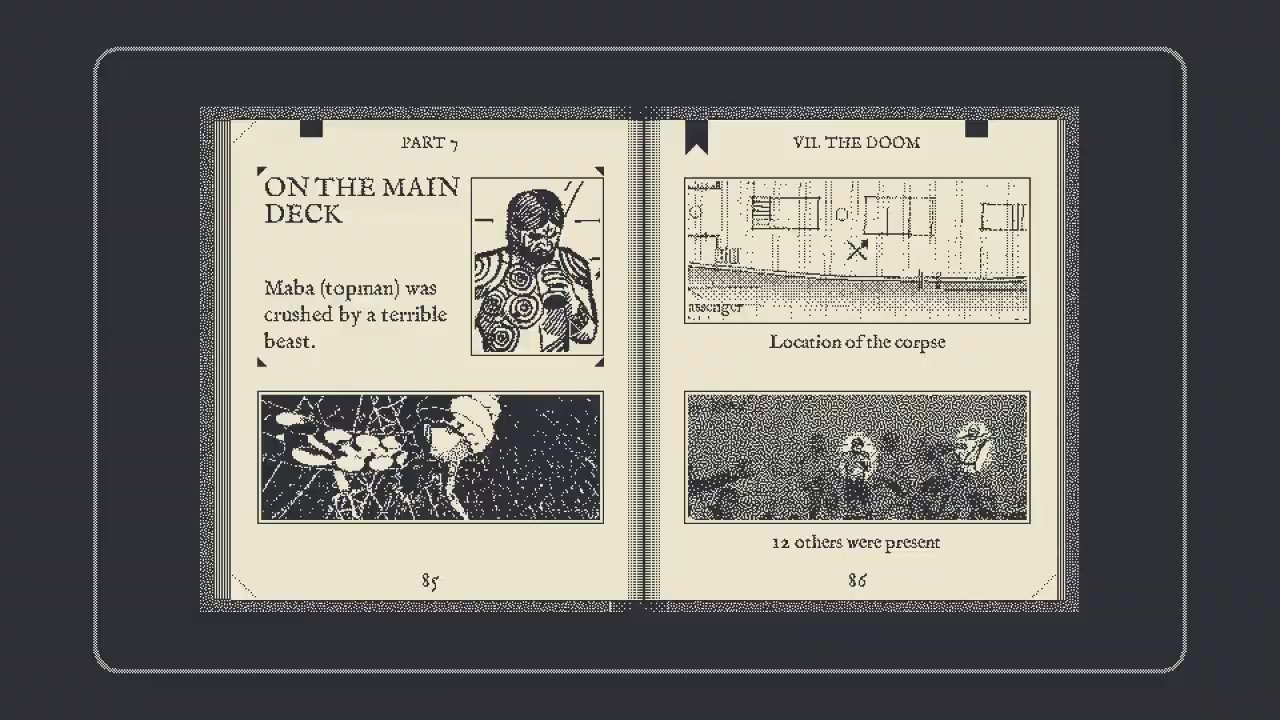 PART 7
ON THE MAIN
DECK
Maba (topman) was
crushed by a terrible
beast.
85
VII. THE DOOM
assenger
Location of the corpse
12 others were present
86